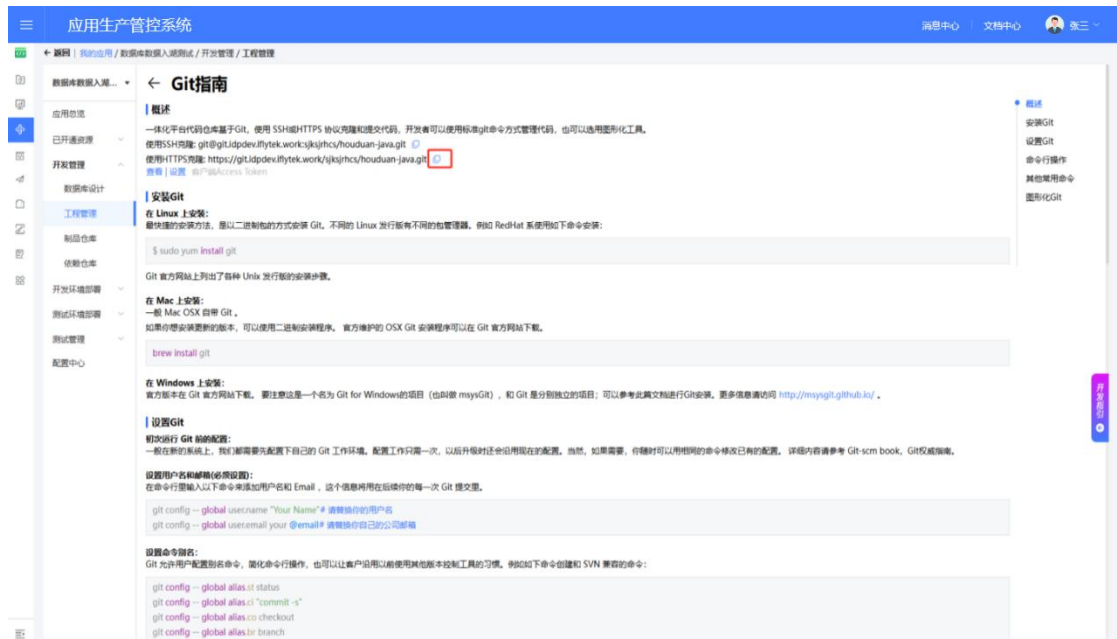 应用生产管控系统
消息中心
文档中心
张三
← 返回 | 我的应用 / 数据库数据入湖测试 / 开发管理 / 工程管理
数据库数据入湖...
应用总览
已开通资源
开发管理
数据库设计
工程管理
制品仓库
依赖仓库
开发环境部署
测试环境部署
测试管理
配置中心
← Git指南
概述
一体化平台代码仓库基于Git，使用 SSH或HTTPS 协议克隆和提交代码，开发者可以使用标准git命令方式管理代码，也可以选用图形化工具。
使用SSH克隆: git@git.idpdev.iflytek.work:sjksjrhcs/houduan-java.git
使用HTTPS克隆: https://git.idpdev.iflytek.work/sjksjrhcs/houduan-java.git
查看 | 设置 客户端Access Token
安装Git
在 Linux 上安装：
最快捷的安装方法，是以二进制包的方式安装 Git。不同的 Linux 发行版有不同的包管理器。例如 RedHat 系使用如下命令安装：
$ sudo yum install git
Git 官方网站上列出了各种 Unix 发行版的安装步骤。
在 Mac 上安装：
一般 Mac OSX 自带 Git 。
如果你想安装更新的版本，可以使用二进制安装程序。 官方维护的 OSX Git 安装程序可以在 Git 官方网站下载。
brew install git
在 Windows 上安装：
官方版本在 Git 官方网站下载。 要注意这是一个名为 Git for Windows的项目（也叫做 msysGit），和 Git 是分别独立的项目；可以参考此篇文档进行Git安装。更多信息请访问 http://msysgit.github.io/ 。
设置Git
初次运行 Git 前的配置：
一般在新的系统上，我们都需要先配置下自己的 Git 工作环境。配置工作只需一次，以后升级时还会沿用现在的配置。当然，如果需要，你随时可以用相同的命令修改已有的配置。 详细内容请参考 Git-scm book，Git权威指南。
设置用户名和邮箱(必须设置)：
在命令行里输入以下命令来添加用户名和 Email ，这个信息将用在后续你的每一次 Git 提交里。
git config -- global user.name "Your Name"# 请替换你的用户名
git config -- global user.email your @email# 请替换你自己的公司邮箱
设置命令别名：
Git 允许用户配置别名命令，简化命令行操作，也可以让客户沿用以前使用其他版本控制工具的习惯。例如如下命令创建和 SVN 兼容的命令：
git config -- global alias.st status
git config -- global alias.ci "commit -s"
git config -- global alias.co checkout
git config -- global alias.br branch
概述
安装Git
设置Git
命令行操作
其他常用命令
图形化Git
开发指引